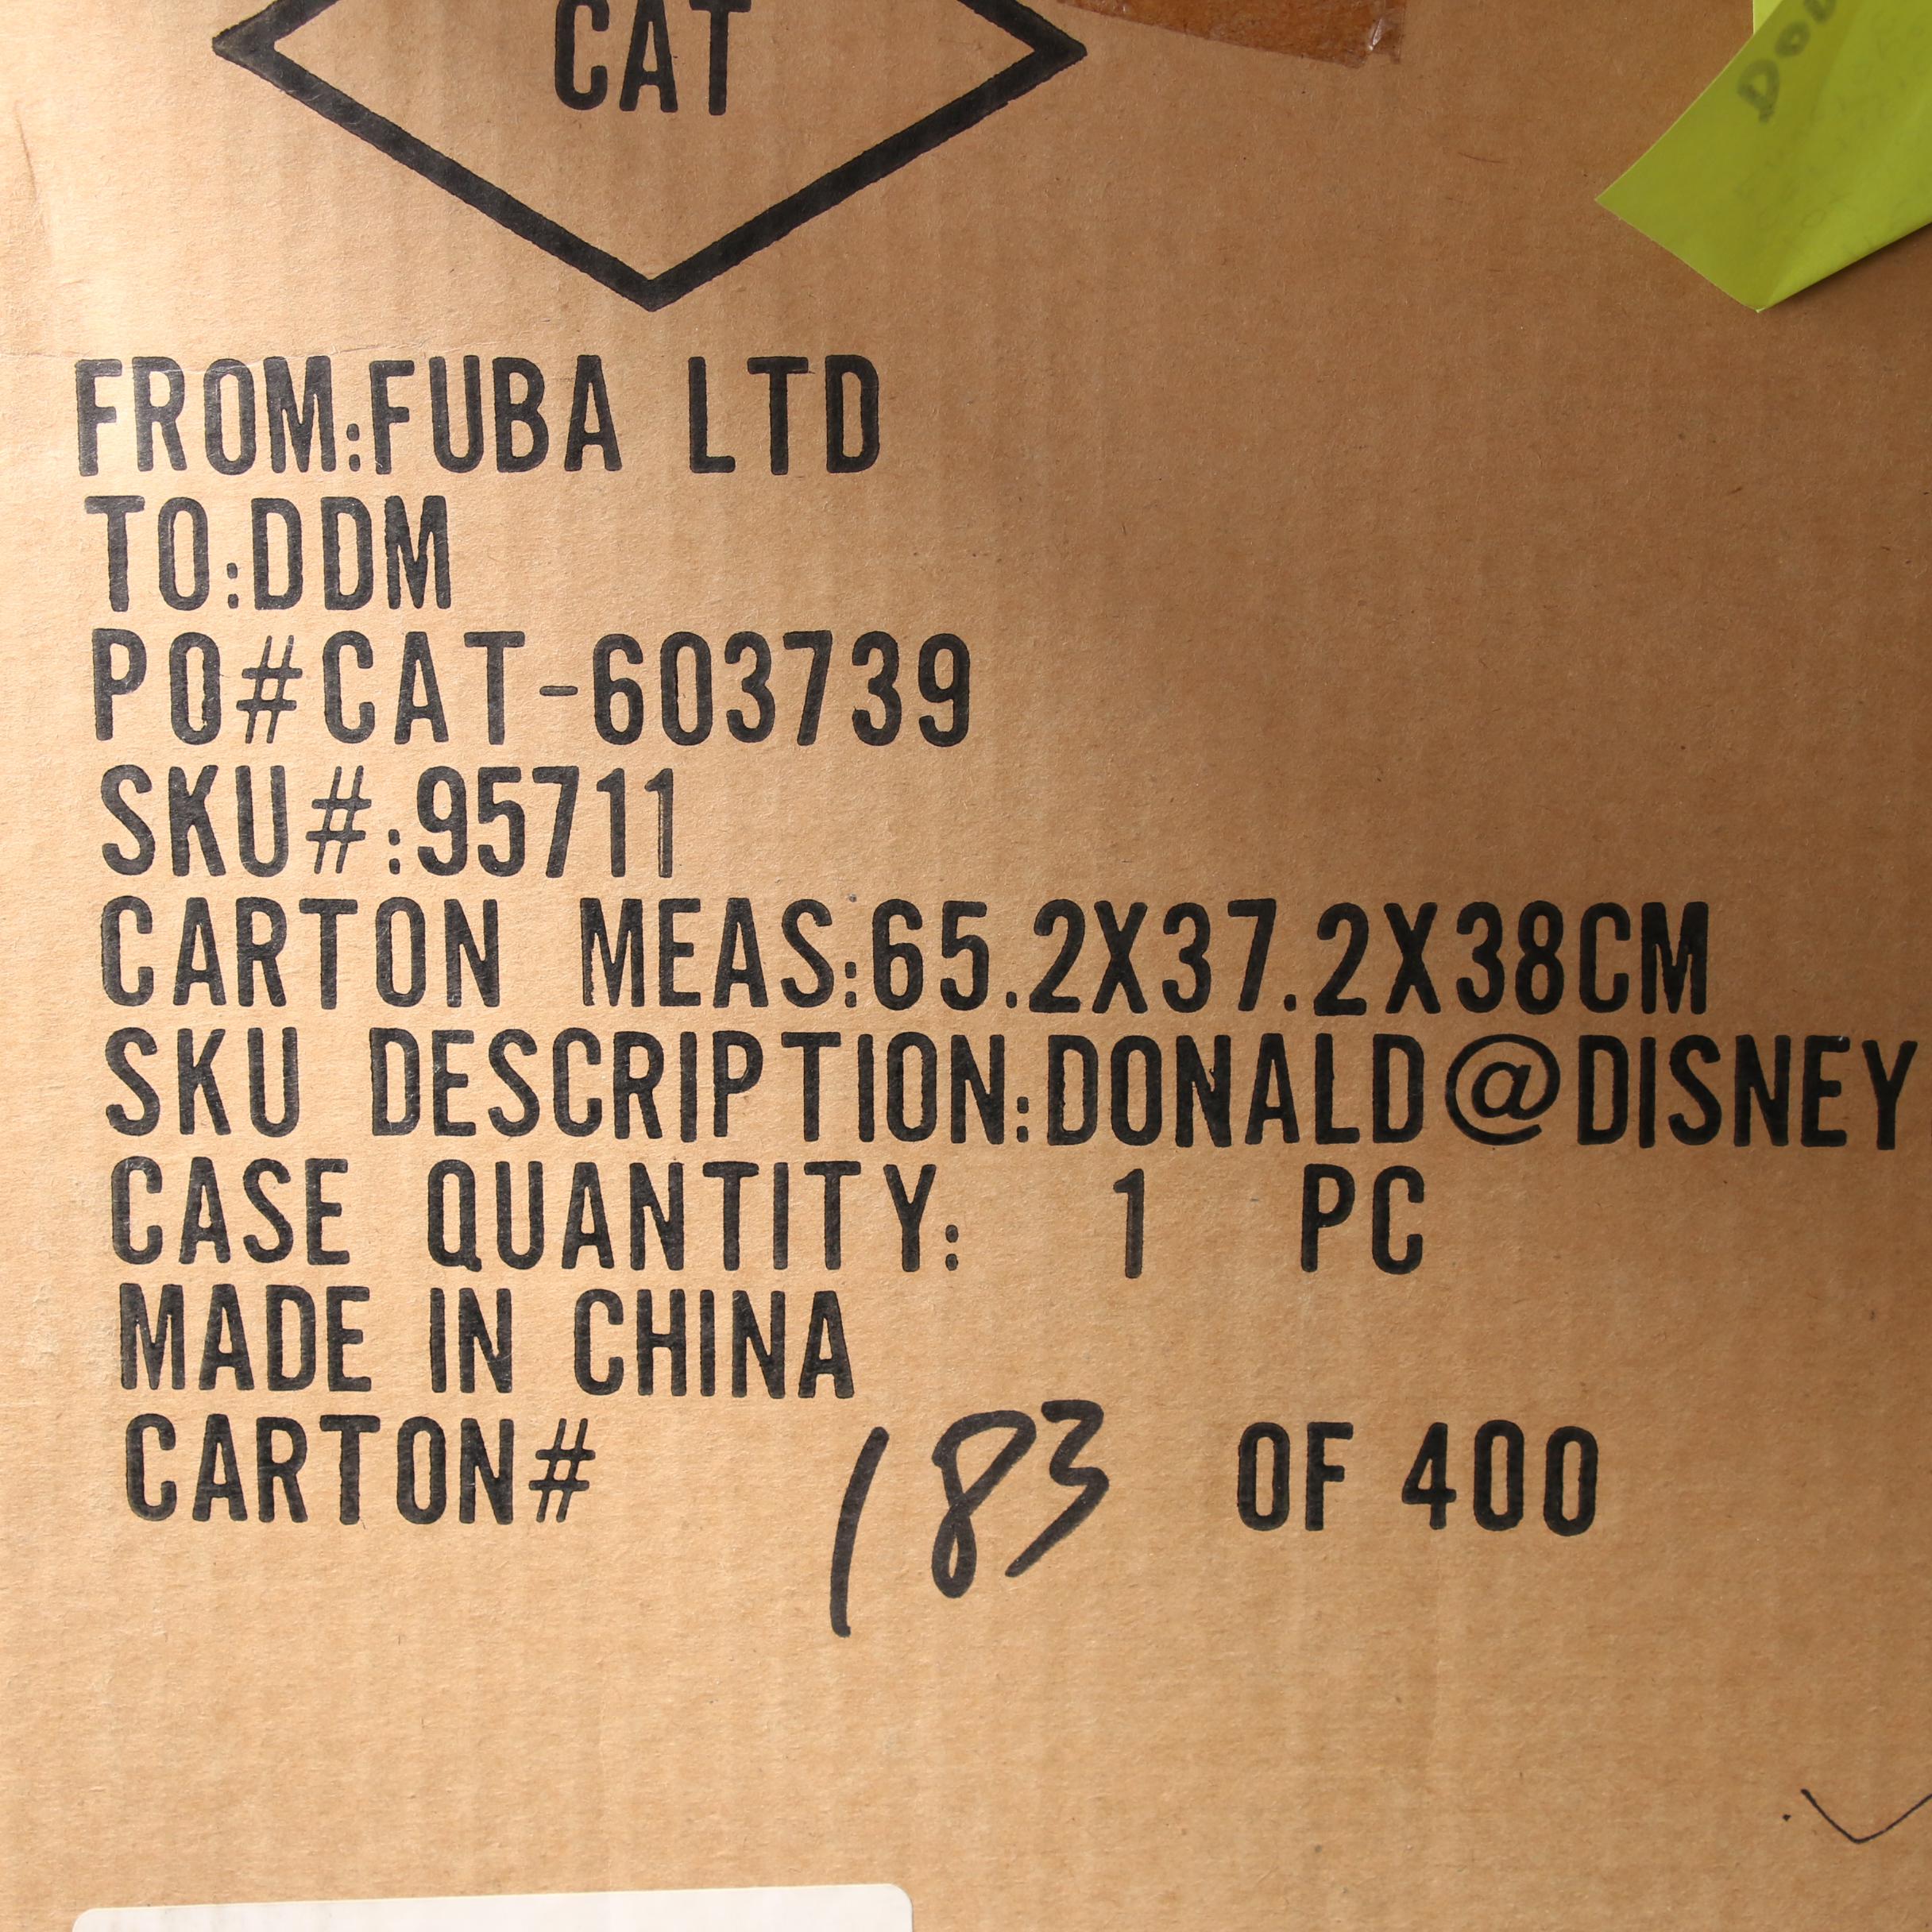 CAT
FROM:FUBA LTD
TO:DDM
PO#CAT-603739
SKU#:95711
CARTON MEAS:65.2X37.2X38CM
SKU DESCRIPTION:DONALD@DISNEY
CASE QUANTITY: 1 PC
MADE IN CHINA
CARTON# 183 OF 400